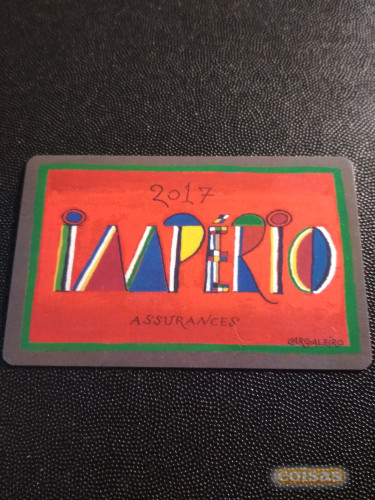 2017
iMPÉRiO
ASSURANCES
CARGALEIRO
coisas